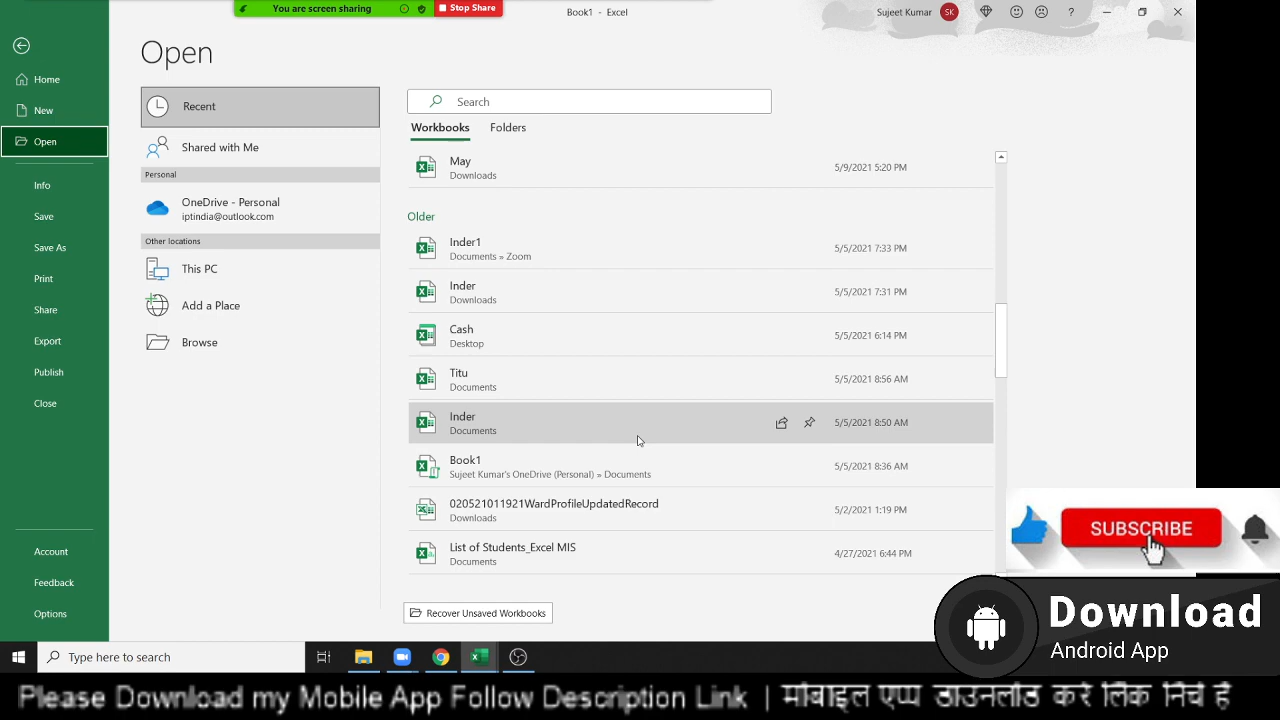 You are screen sharing
Stop Share
Book1 - Excel
Sujeet Kumar
SK
?
Open
Home
New
Open
Info
Save
Save As
Print
Share
Export
Publish
Close
Account
Feedback
Options
Recent
Shared with Me
Personal
OneDrive - Personal
iptindia@outlook.com
Other locations
This PC
Add a Place
Browse
Search
Workbooks Folders
May 5/9/2021 5:20 PM
Downloads
Older
Inder1 5/5/2021 7:33 PM
Documents » Zoom
Inder 5/5/2021 7:31 PM
Downloads
Cash 5/5/2021 6:14 PM
Desktop
Titu 5/5/2021 8:56 AM
Documents
Inder 5/5/2021 8:50 AM
Documents
Book1 5/5/2021 8:36 AM
Sujeet Kumar's OneDrive (Personal) » Documents
020521011921WardProfileUpdatedRecord 5/2/2021 1:19 PM
Downloads
List of Students_Excel MIS 4/27/2021 6:44 PM
Documents
Recover Unsaved Workbooks
SUBSCRIBE
Download
Android App
Type here to search
Please Download my Mobile App Follow Description Link | मोबाइल एप्प डाउनलोड करे लिंक निचे है